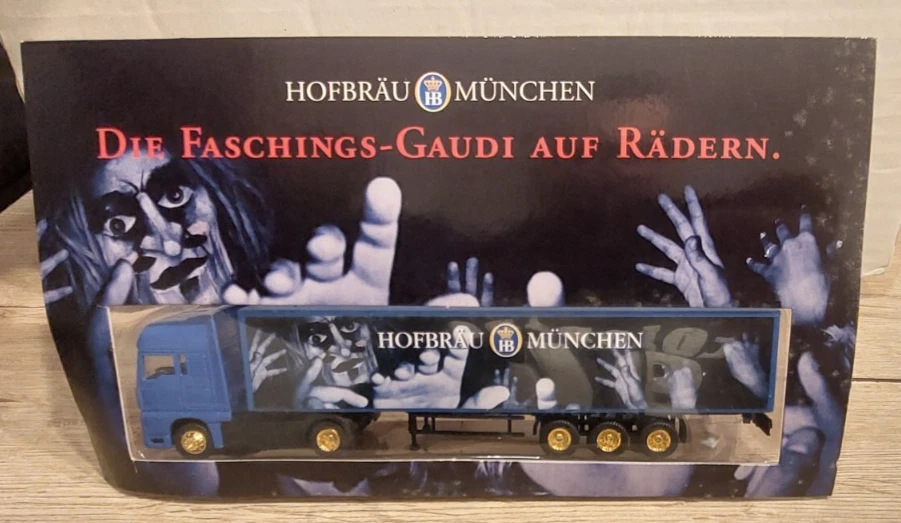 HOFBRÄU HB MÜNCHEN
DIE FASCHINGS-GAUDI AUF RÄDERN.
HOFBRÄU HB MÜNCHEN